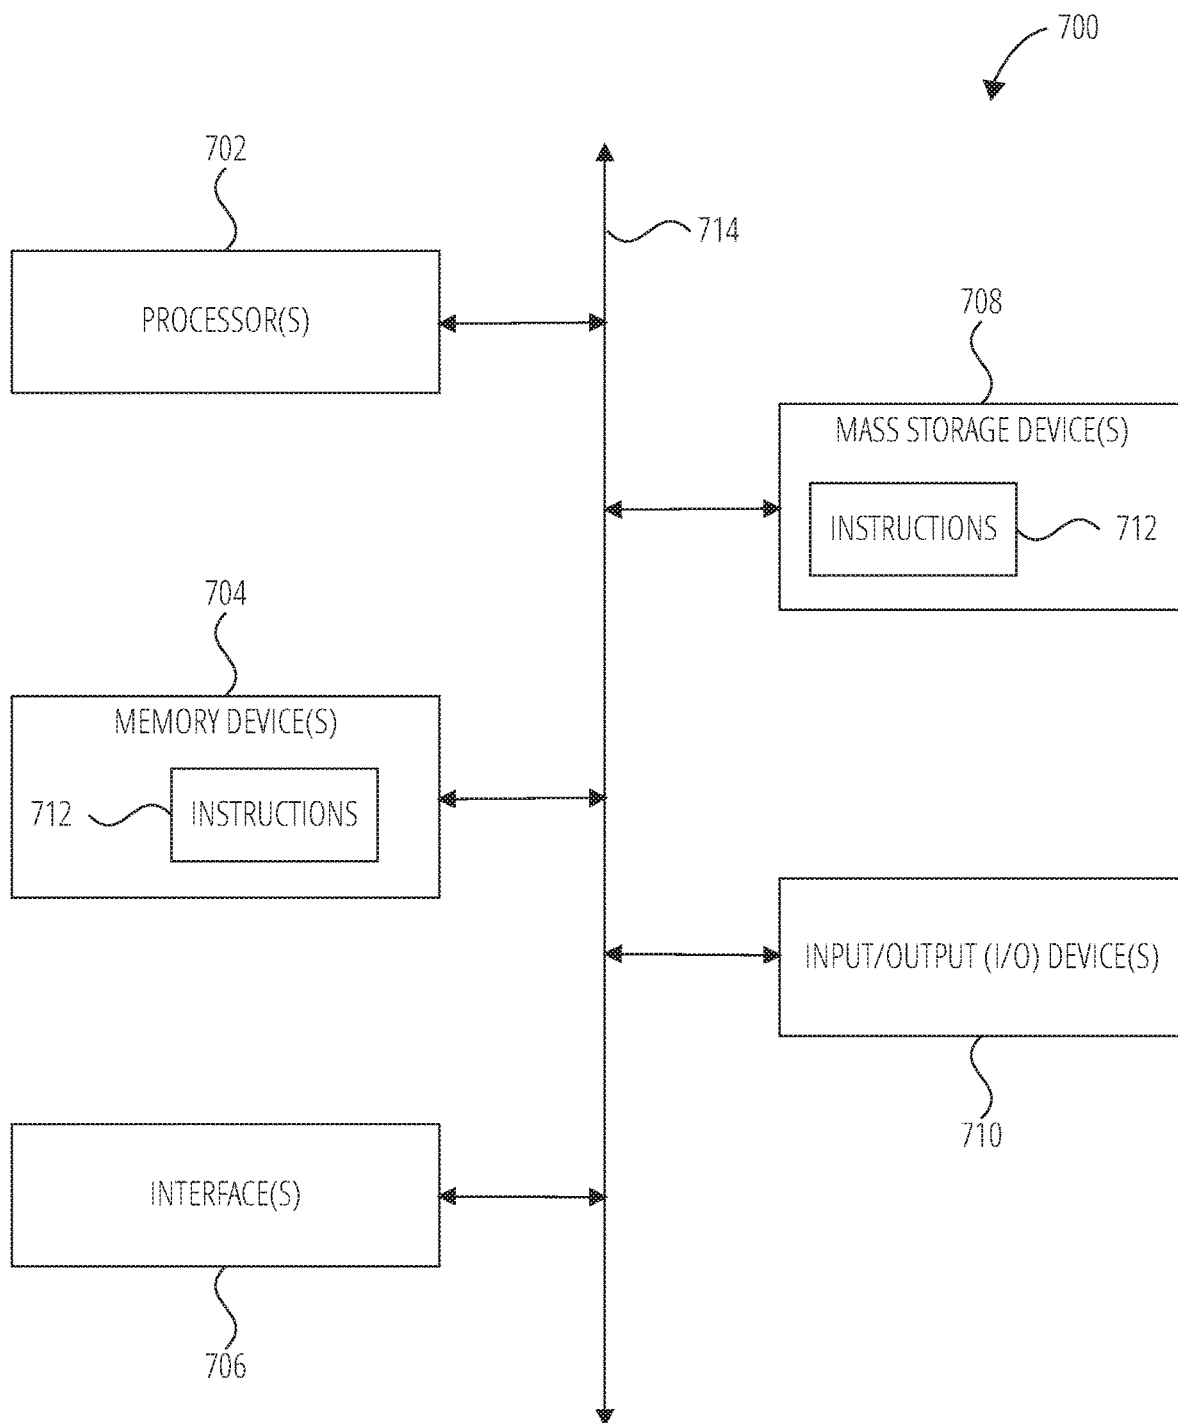 700
702
714
PROCESSOR(S)
708
MASS STORAGE DEVICE(S)
INSTRUCTIONS
712
704
MEMORY DEVICE(S)
712
INSTRUCTIONS
INPUT/OUTPUT (I/O) DEVICE(S)
710
INTERFACE(S)
706